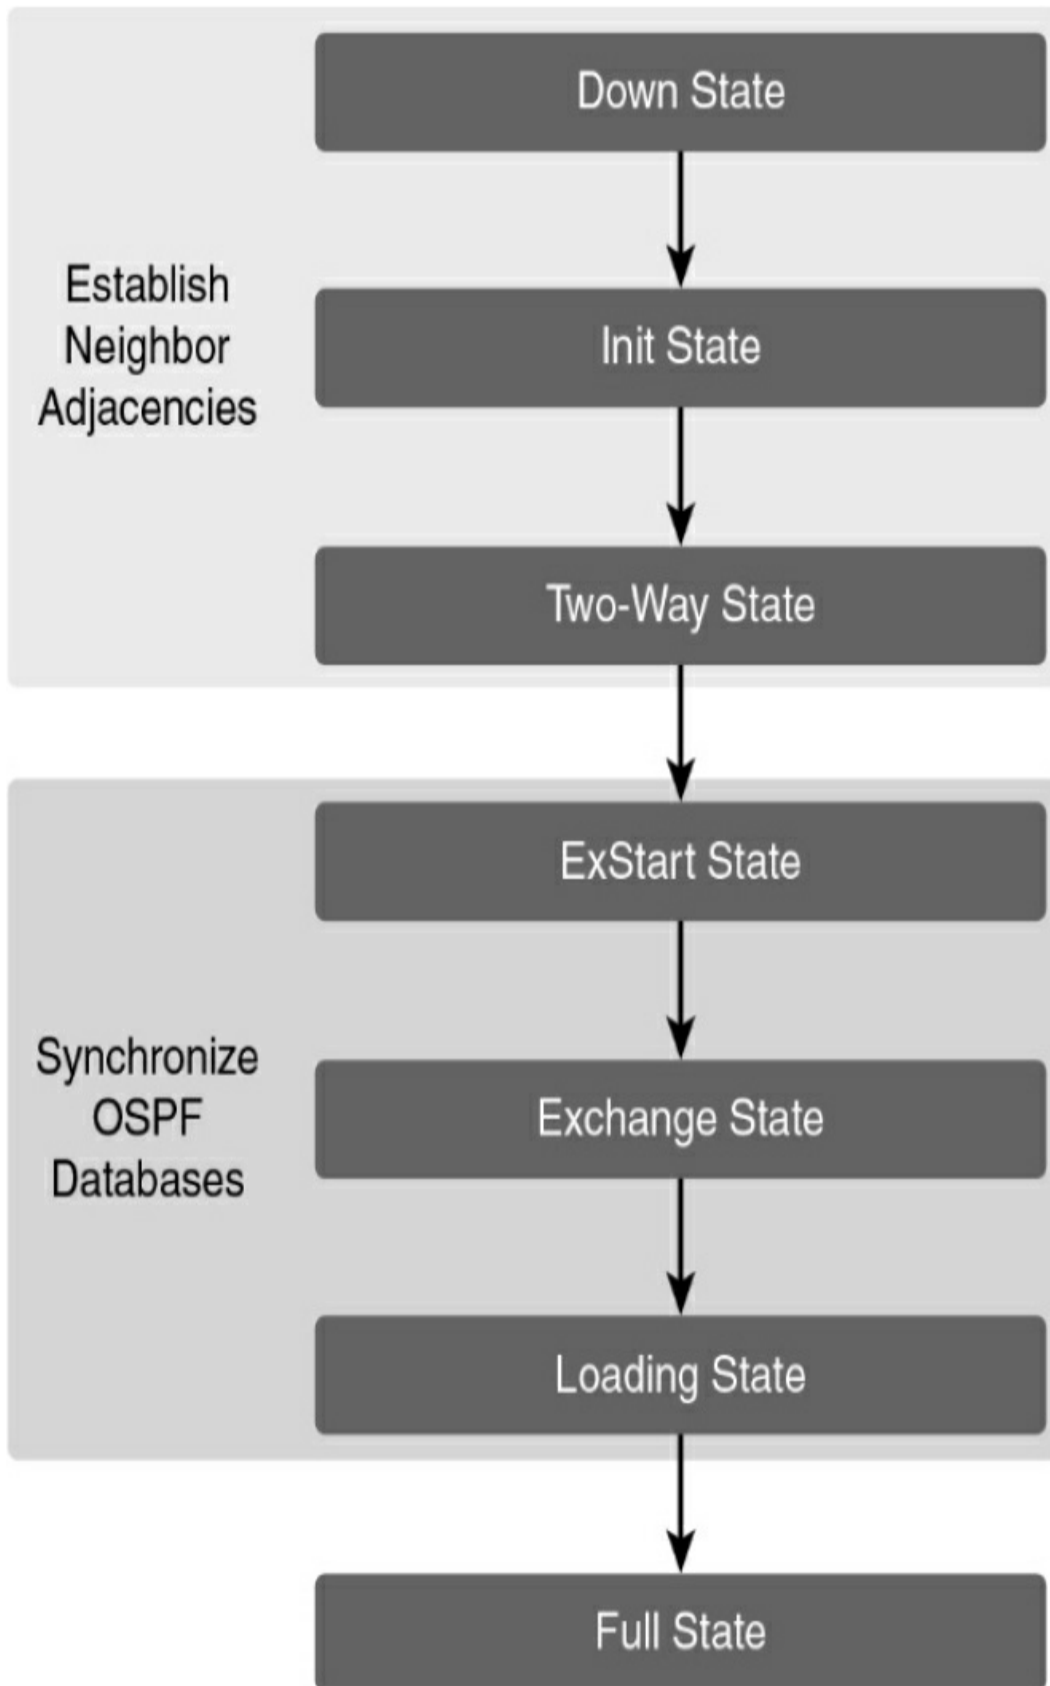 Down State
Establish
Neighbor
Adjacencies
Init State
Two-Way State
ExStart State
Synchronize
OSPF
Databases
Exchange State
Loading State
Full State